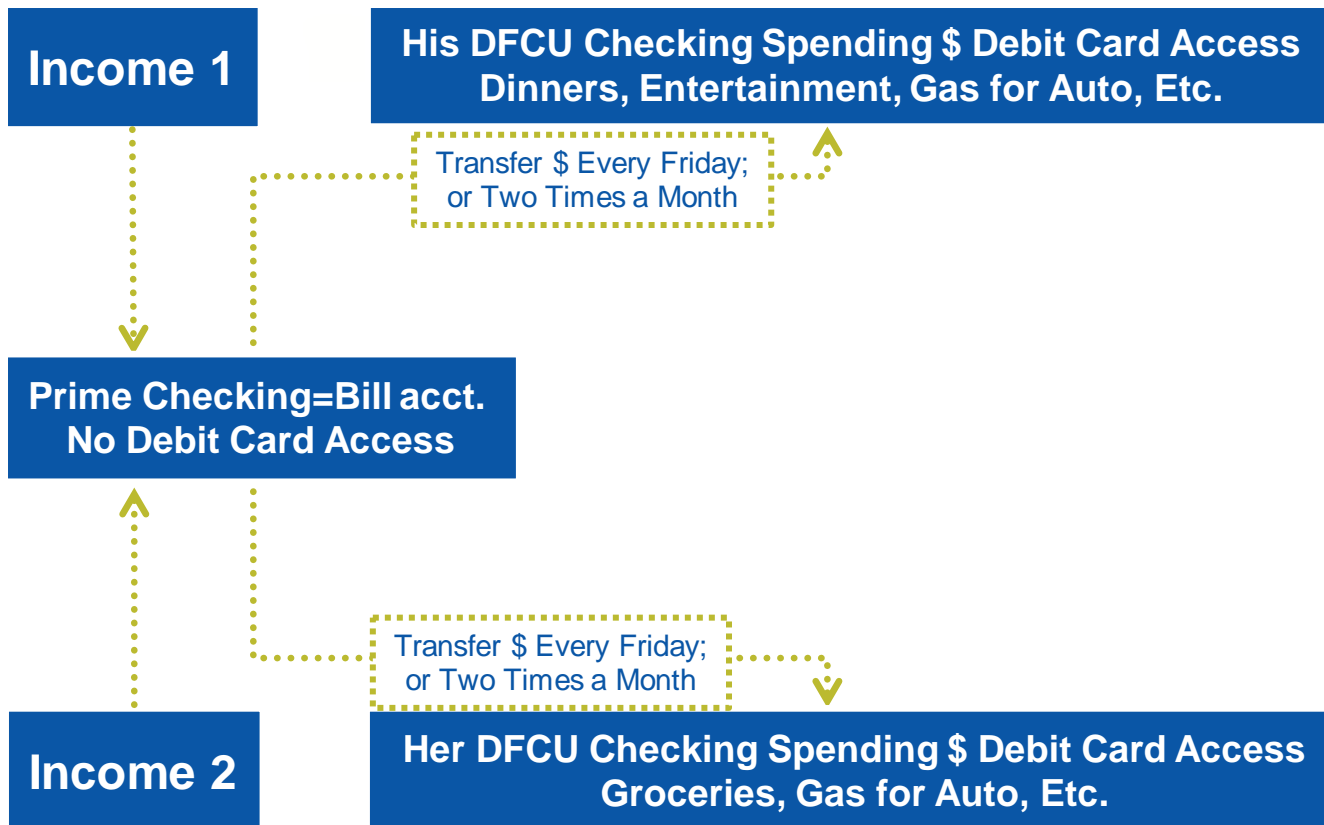 Income 1
His DFCU Checking Spending $ Debit Card Access
Dinners, Entertainment, Gas for Auto, Etc.
Transfer $ Every Friday;
or Two Times a Month
Prime Checking=Bill acct.
No Debit Card Access
Transfer $ Every Friday;
or Two Times a Month
Income 2
Her DFCU Checking Spending $ Debit Card Access
Groceries, Gas for Auto, Etc.